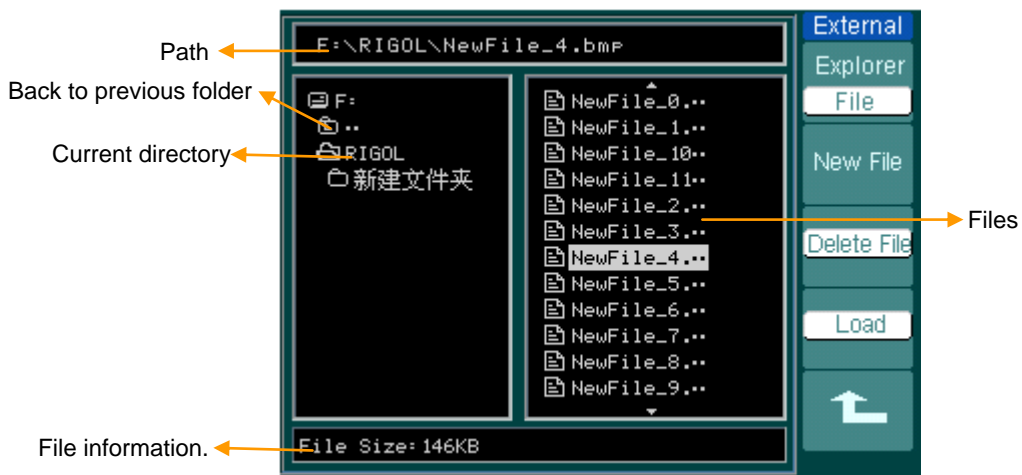 Path
Back to previous folder
Current directory
File information.
F:\RIGOL\NewFile_4.bmp
F:
..
RIGOL
新建文件夹
NewFile_0...
NewFile_1...
NewFile_10..
NewFile_11..
NewFile_2...
NewFile_3...
NewFile_4...
NewFile_5...
NewFile_6...
NewFile_7...
NewFile_8...
NewFile_9...
File Size: 146KB
External
Explorer
File
New File
Delete File
Load
Files